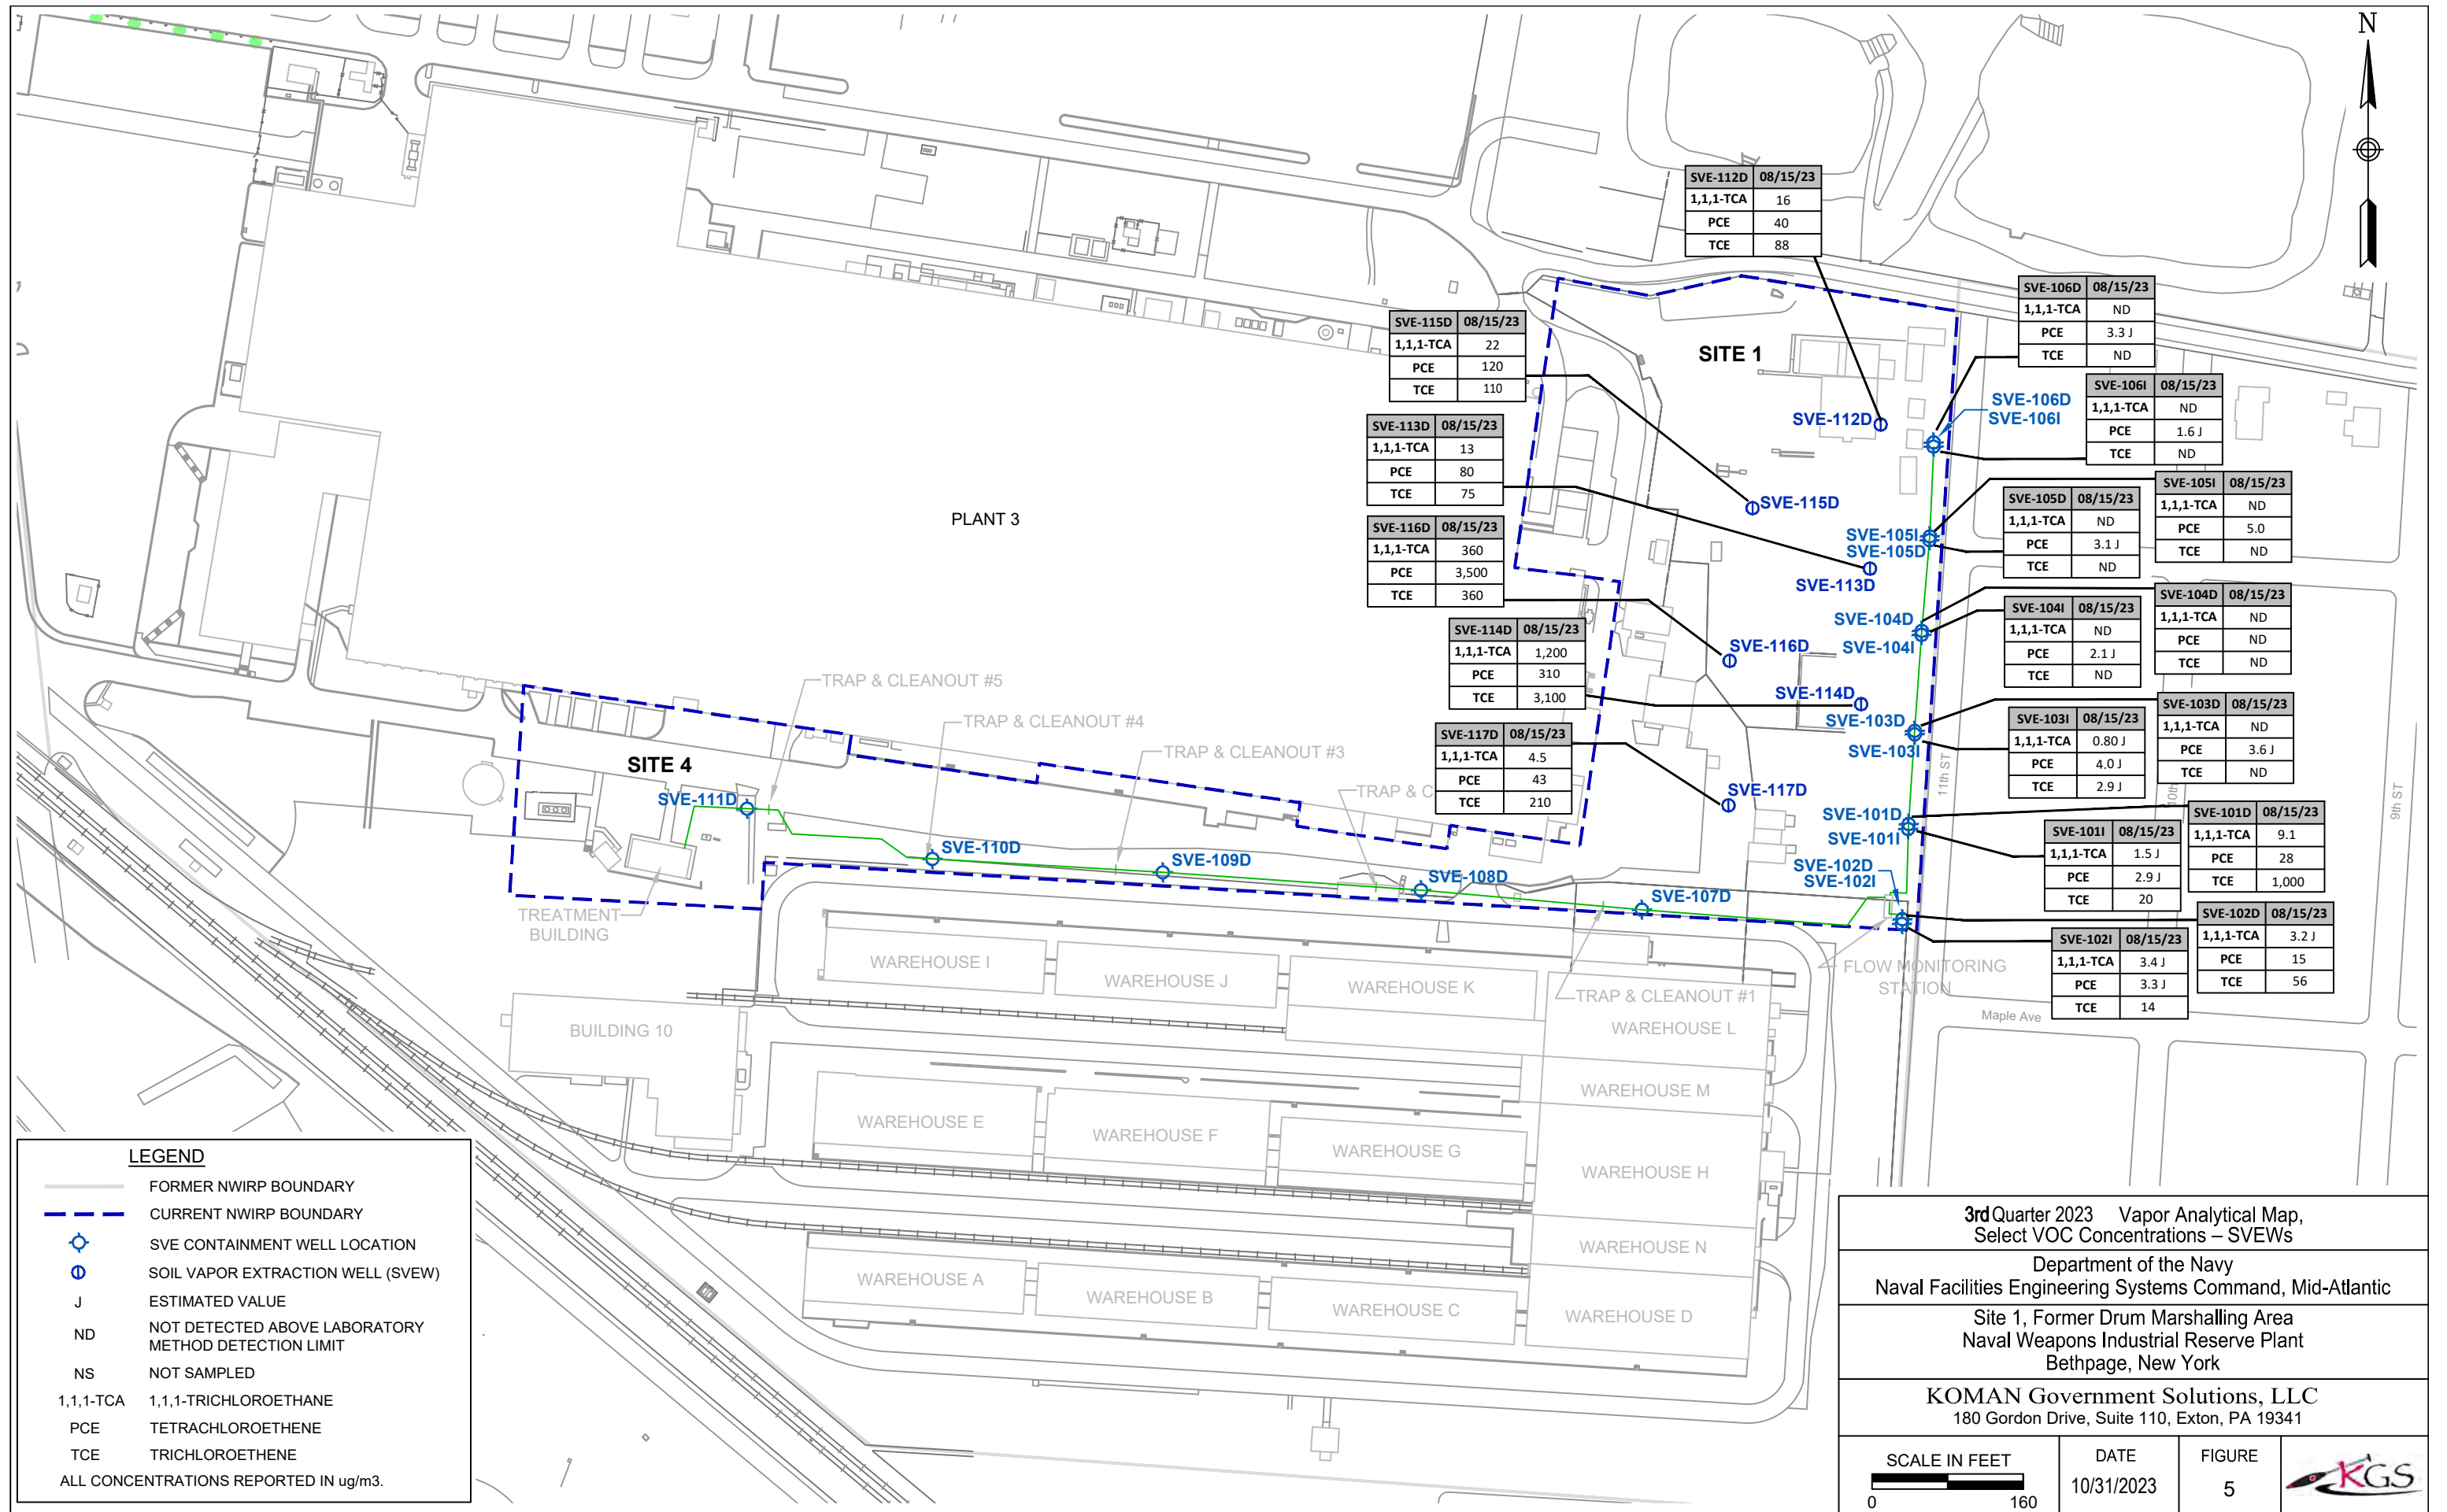 N
SVE-112D 08/15/23
1,1,1-TCA 16
PCE 40
TCE 88
SVE-106D 08/15/23
1,1,1-TCA ND
PCE 3.3 J
TCE ND
SVE-115D 08/15/23
1,1,1-TCA 22
PCE 120
TCE 110
SITE 1
SVE-106I 08/15/23
1,1,1-TCA ND
PCE 1.6 J
TCE ND
SVE-106D
SVE-106I
SVE-112D
SVE-113D 08/15/23
1,1,1-TCA 13
PCE 80
TCE 75
SVE-105I 08/15/23
1,1,1-TCA ND
PCE 5.0
TCE ND
SVE-105D 08/15/23
1,1,1-TCA ND
PCE 3.1 J
TCE ND
PLANT 3
SVE-115D
SVE-105I
SVE-105D
SVE-116D 08/15/23
1,1,1-TCA 360
PCE 3,500
TCE 360
SVE-113D
SVE-104D 08/15/23
1,1,1-TCA ND
PCE ND
TCE ND
SVE-104I 08/15/23
1,1,1-TCA ND
PCE 2.1 J
TCE ND
SVE-104D
SVE-104I
SVE-114D 08/15/23
1,1,1-TCA 1,200
PCE 310
TCE 3,100
SVE-116D
SVE-114D
SVE-103D
SVE-103I
SVE-103D 08/15/23
1,1,1-TCA ND
PCE 3.6 J
TCE ND
SVE-103I 08/15/23
1,1,1-TCA 0.80 J
PCE 4.0 J
TCE 2.9 J
TRAP & CLEANOUT #5
TRAP & CLEANOUT #4
TRAP & CLEANOUT #3
TRAP & C
SVE-117D 08/15/23
1,1,1-TCA 4.5
PCE 43
TCE 210
11th ST
10th
9th ST
SITE 4
SVE-111D
SVE-117D
SVE-101D
SVE-101I
SVE-101D 08/15/23
1,1,1-TCA 9.1
PCE 28
TCE 1,000
SVE-101I 08/15/23
1,1,1-TCA 1.5 J
PCE 2.9 J
TCE 20
SVE-110D
SVE-109D
SVE-108D
SVE-107D
SVE-102D
SVE-102I
SVE-102D 08/15/23
1,1,1-TCA 3.2 J
PCE 15
TCE 56
SVE-102I 08/15/23
1,1,1-TCA 3.4 J
PCE 3.3 J
TCE 14
TREATMENT
BUILDING
FLOW MONITORING
STATION
Maple Ave
WAREHOUSE I
WAREHOUSE J
WAREHOUSE K
TRAP & CLEANOUT #1
WAREHOUSE L
BUILDING 10
WAREHOUSE M
WAREHOUSE E
WAREHOUSE F
WAREHOUSE G
WAREHOUSE H
WAREHOUSE N
WAREHOUSE A
WAREHOUSE B
WAREHOUSE C
WAREHOUSE D
LEGEND
FORMER NWIRP BOUNDARY
CURRENT NWIRP BOUNDARY
SVE CONTAINMENT WELL LOCATION
SOIL VAPOR EXTRACTION WELL (SVEW)
J ESTIMATED VALUE
ND NOT DETECTED ABOVE LABORATORY
METHOD DETECTION LIMIT
NS NOT SAMPLED
1,1,1-TCA 1,1,1-TRICHLOROETHANE
PCE TETRACHLOROETHENE
TCE TRICHLOROETHENE
ALL CONCENTRATIONS REPORTED IN ug/m3.
3rd Quarter 2023 Vapor Analytical Map,
Select VOC Concentrations – SVEWs
Department of the Navy
Naval Facilities Engineering Systems Command, Mid-Atlantic
Site 1, Former Drum Marshalling Area
Naval Weapons Industrial Reserve Plant
Bethpage, New York
KOMAN Government Solutions, LLC
180 Gordon Drive, Suite 110, Exton, PA 19341
SCALE IN FEET
0 160
DATE
10/31/2023
FIGURE
5
KGS